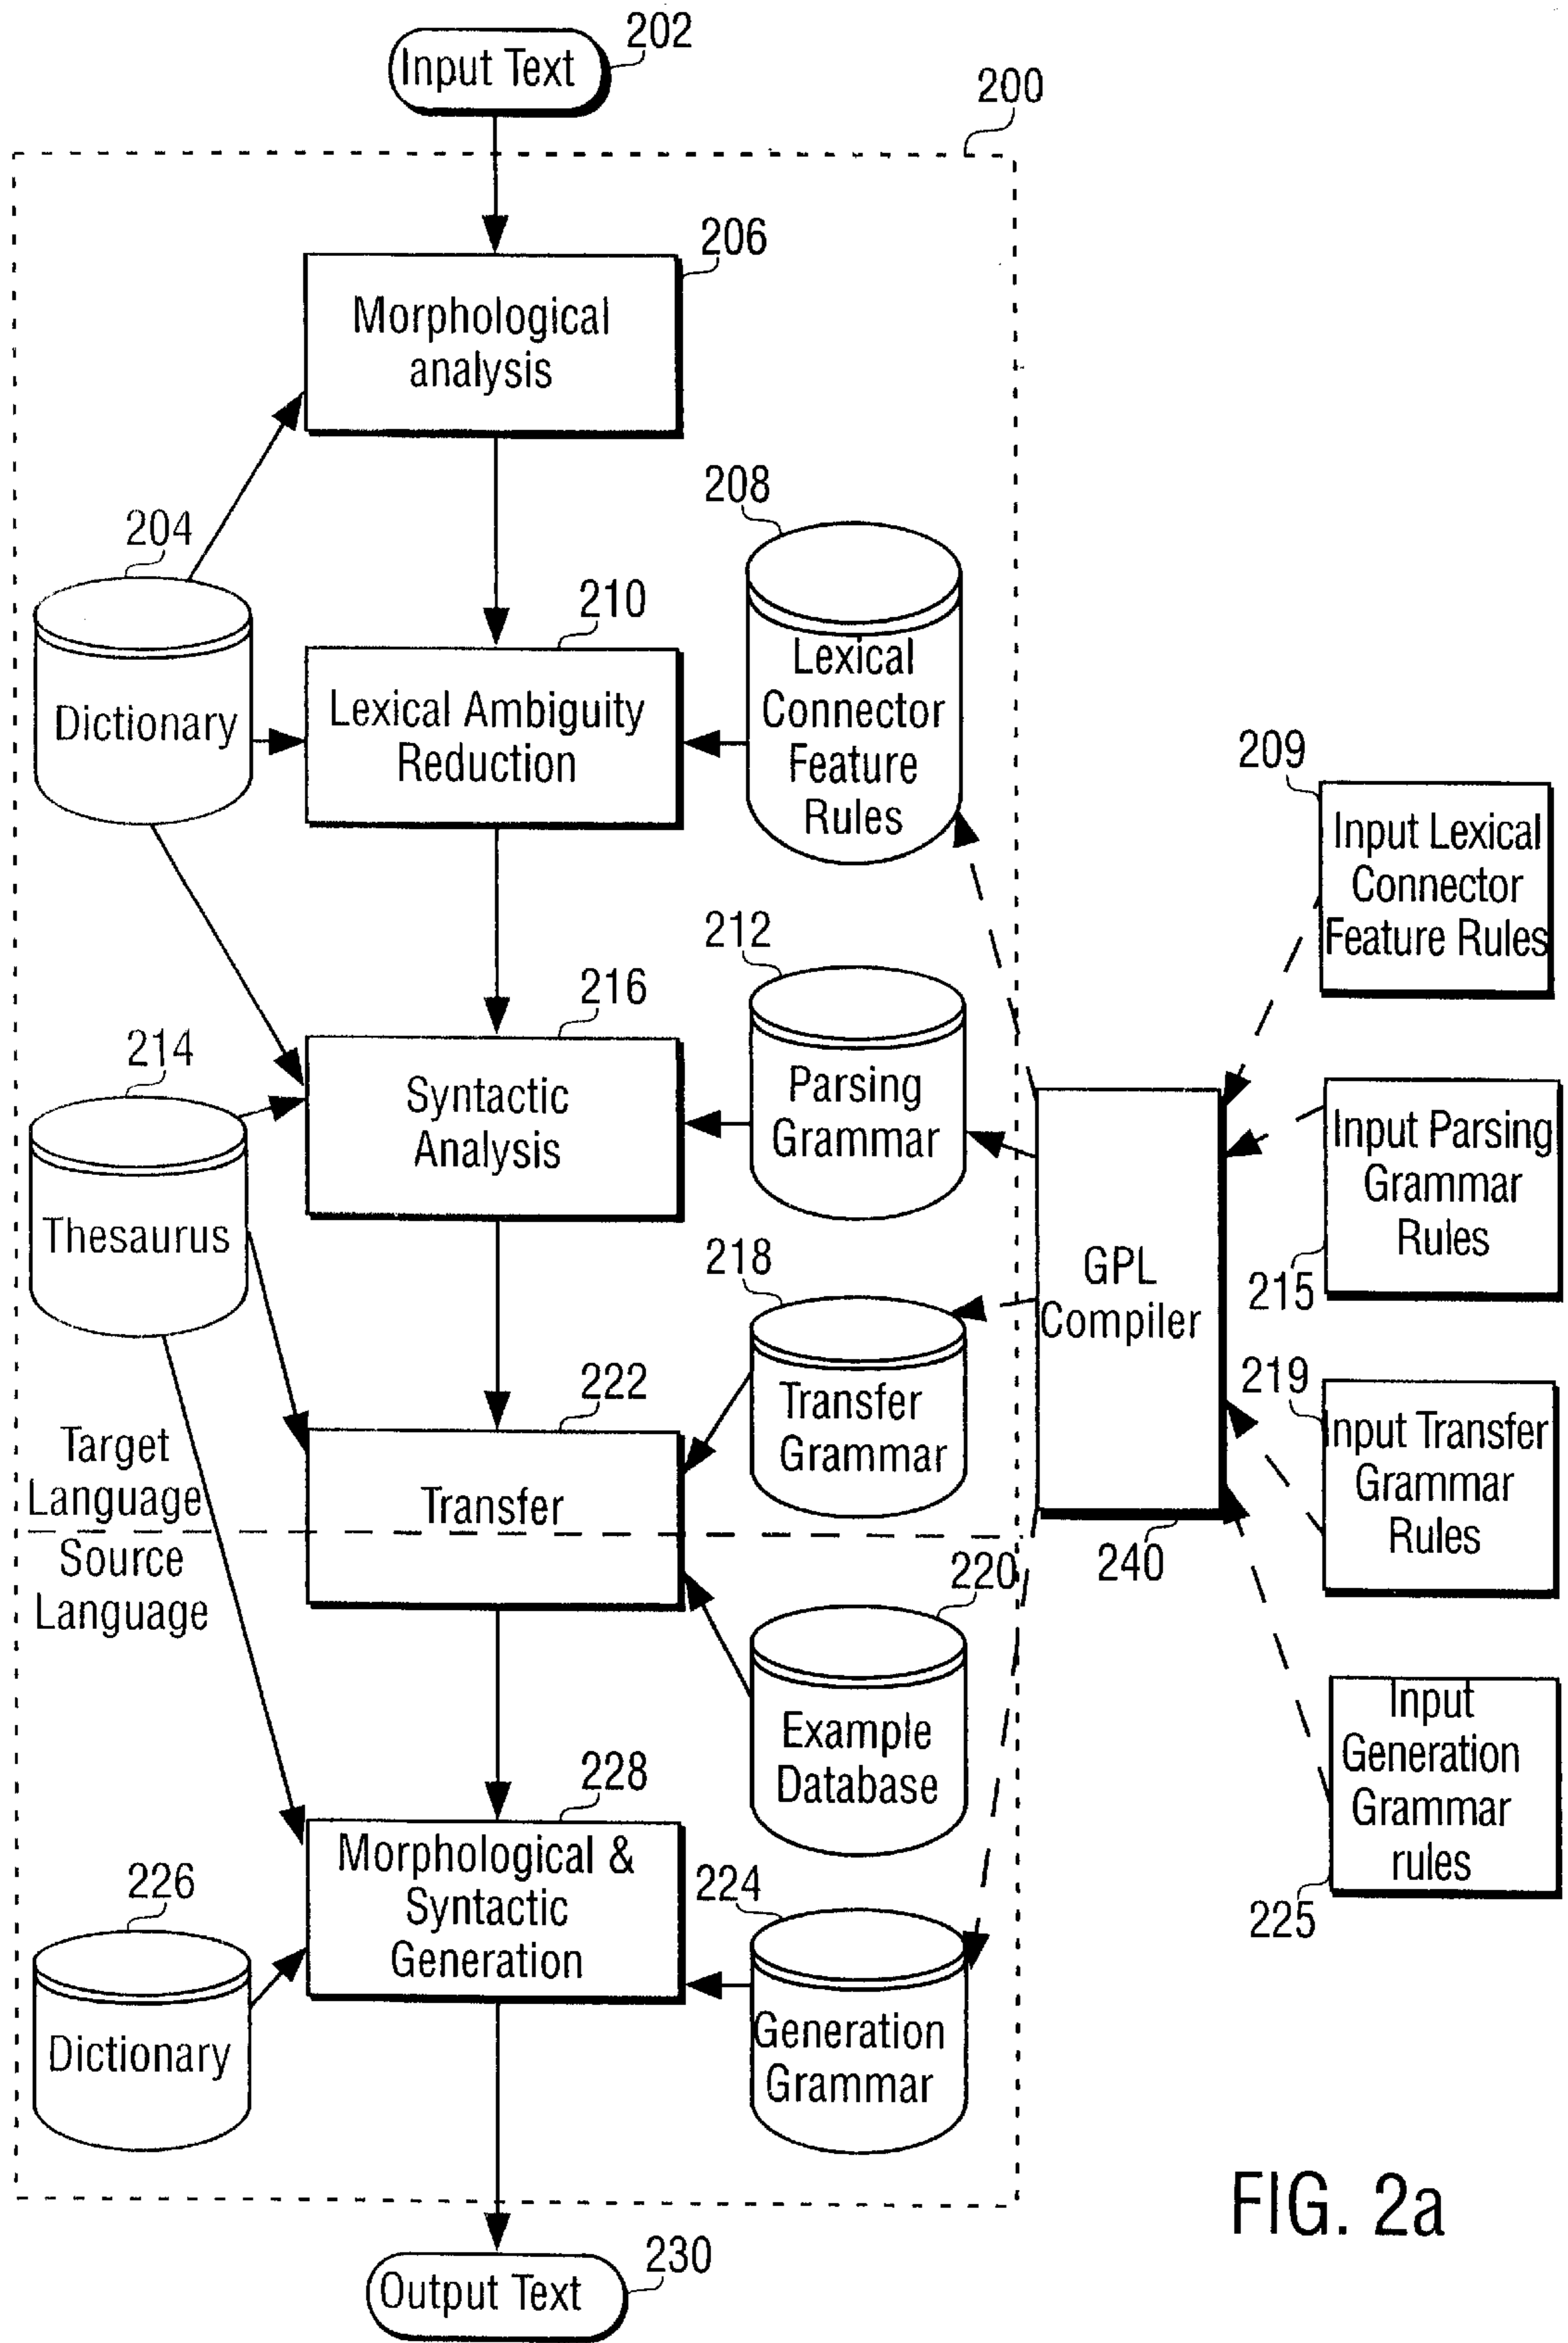 Input Text
202
200
206
Morphological
analysis
208
204
210
Lexical
Connector
Feature
Rules
Lexical Ambiguity
Reduction
Dictionary
209
Input Lexical
Connector
Feature Rules
212
216
214
Syntactic
Analysis
Parsing
Grammar
Input Parsing
Grammar
Rules
215
Thesaurus
218
GPL
Compiler
240
222
219
Transfer
Grammar
Input Transfer
Grammar
Rules
Target
Language
Transfer
Source
Language
220
Example
Database
Input
Generation
Grammar
rules
225
228
Morphological &
Syntactic
Generation
224
226
Dictionary
Generation
Grammar
FIG. 2a
230
Output Text